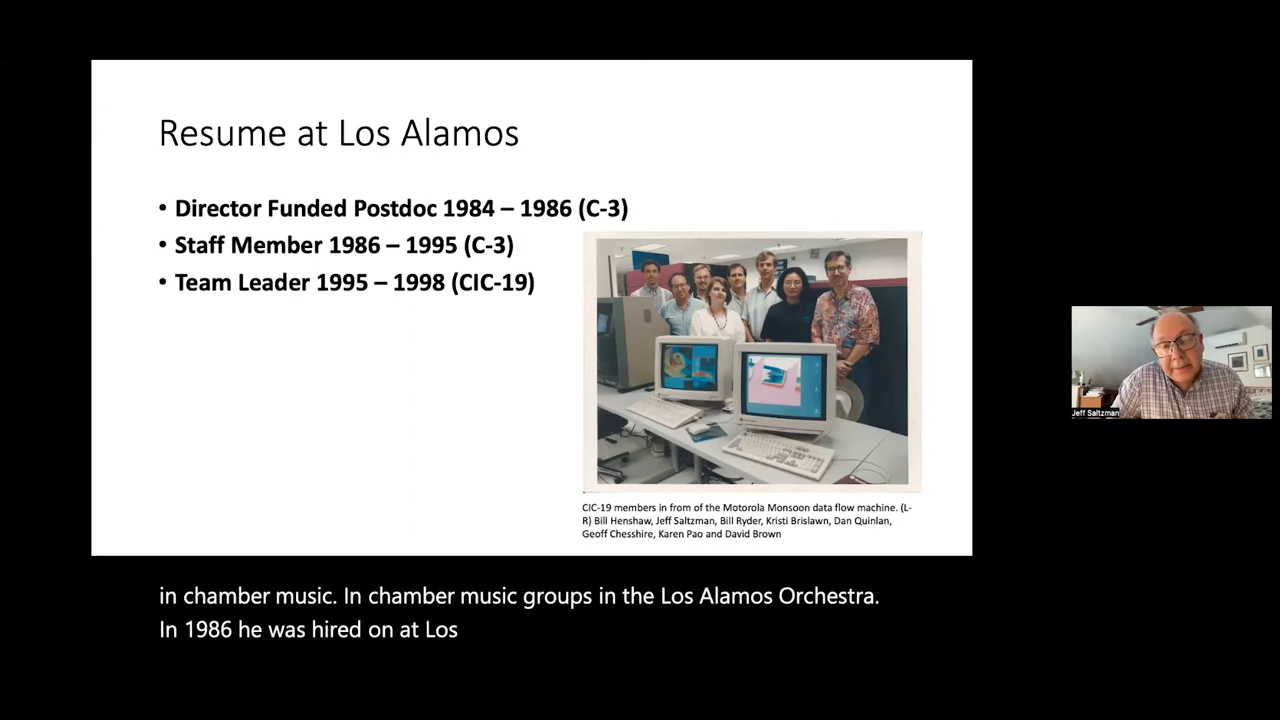 Resume at Los Alamos
• Director Funded Postdoc 1984 – 1986 (C-3)
• Staff Member 1986 – 1995 (C-3)
• Team Leader 1995 – 1998 (CIC-19)
CIC-19 members in from of the Motorola Monsoon data flow machine. (L-
R) Bill Henshaw, Jeff Saltzman, Bill Ryder, Kristi Brislawn, Dan Quinlan,
Geoff Chesshire, Karen Pao and David Brown
Jeff Saltzman
in chamber music. In chamber music groups in the Los Alamos Orchestra.
In 1986 he was hired on at Los